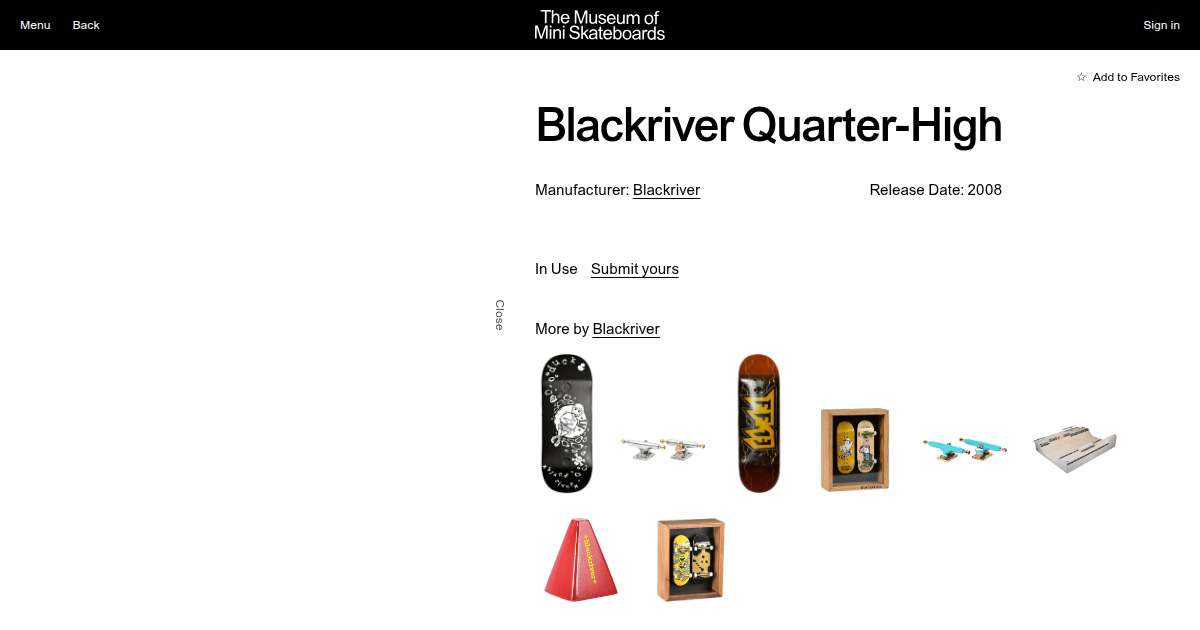 Menu
Back
The Museum of
Mini Skateboards
Sign in
☆ Add to Favorites
Blackriver Quarter-High
Manufacturer: Blackriver
Release Date: 2008
In Use
Submit yours
Close
More by Blackriver